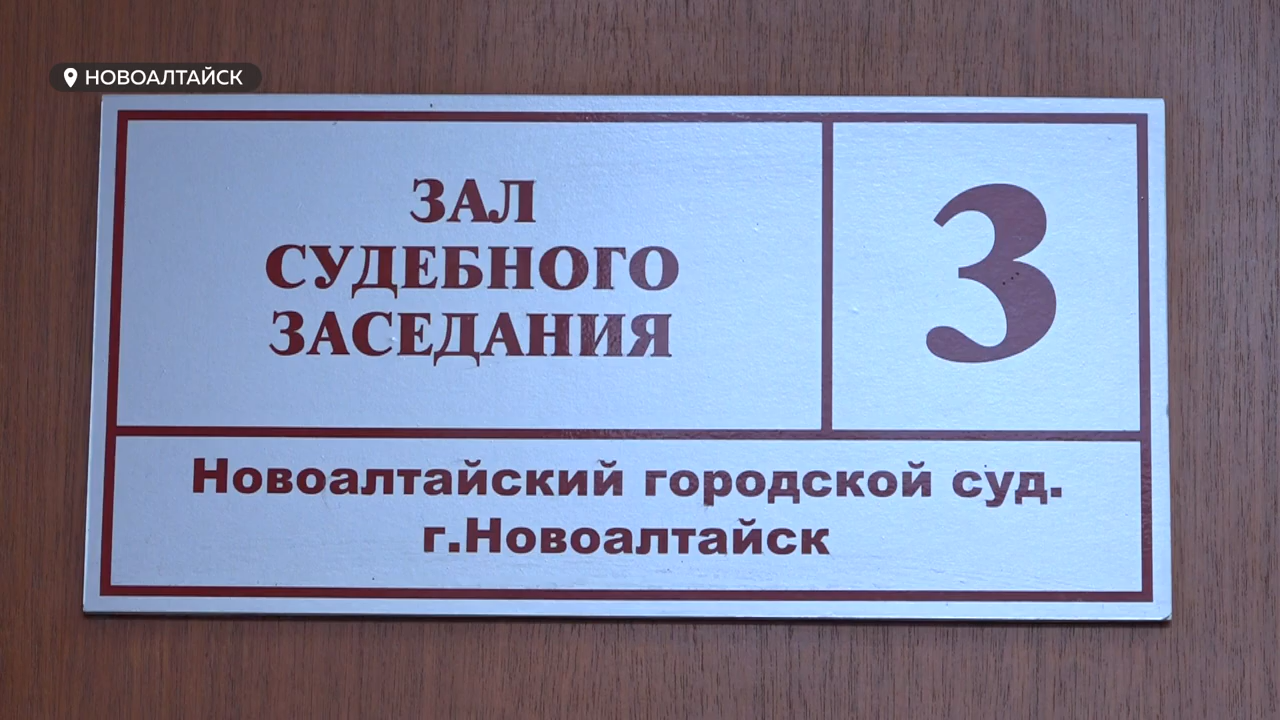 НОВОАЛТАЙСК
ЗАЛ
СУДЕБНОГО
ЗАСЕДАНИЯ
3
Новоалтайский городской суд.
г.Новоалтайск